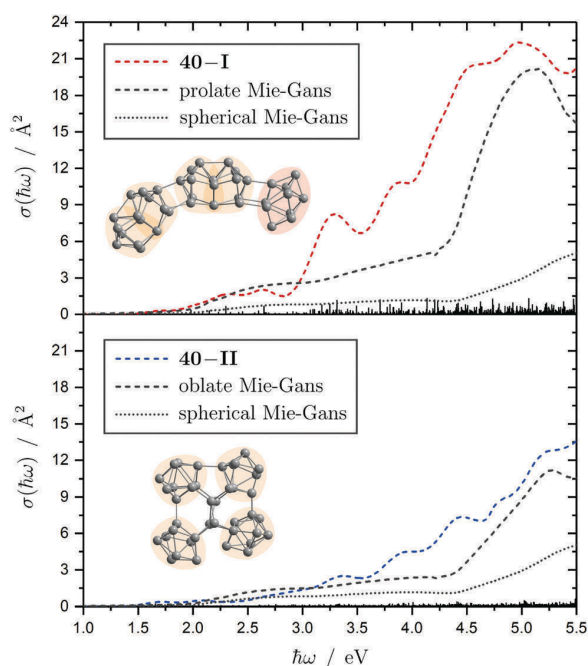 24
21
18
15
12
9
6
3
0
σ(ħω) / Å²
40−I
prolate Mie-Gans
spherical Mie-Gans
21
18
15
12
9
6
3
0
σ(ħω) / Å²
40−II
oblate Mie-Gans
spherical Mie-Gans
1.0 1.5 2.0 2.5 3.0 3.5 4.0 4.5 5.0 5.5
ħω / eV